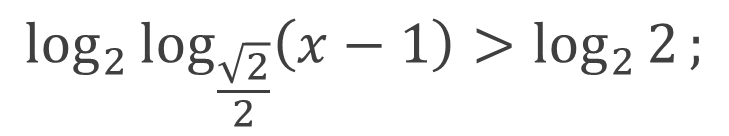 log₂ log_{√2/2}(x − 1) > log₂ 2 ;